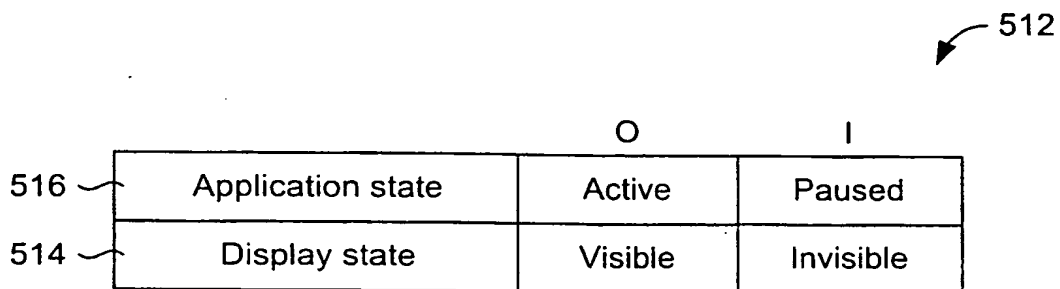 512
O I
516 Application state Active Paused
514 Display state Visible Invisible